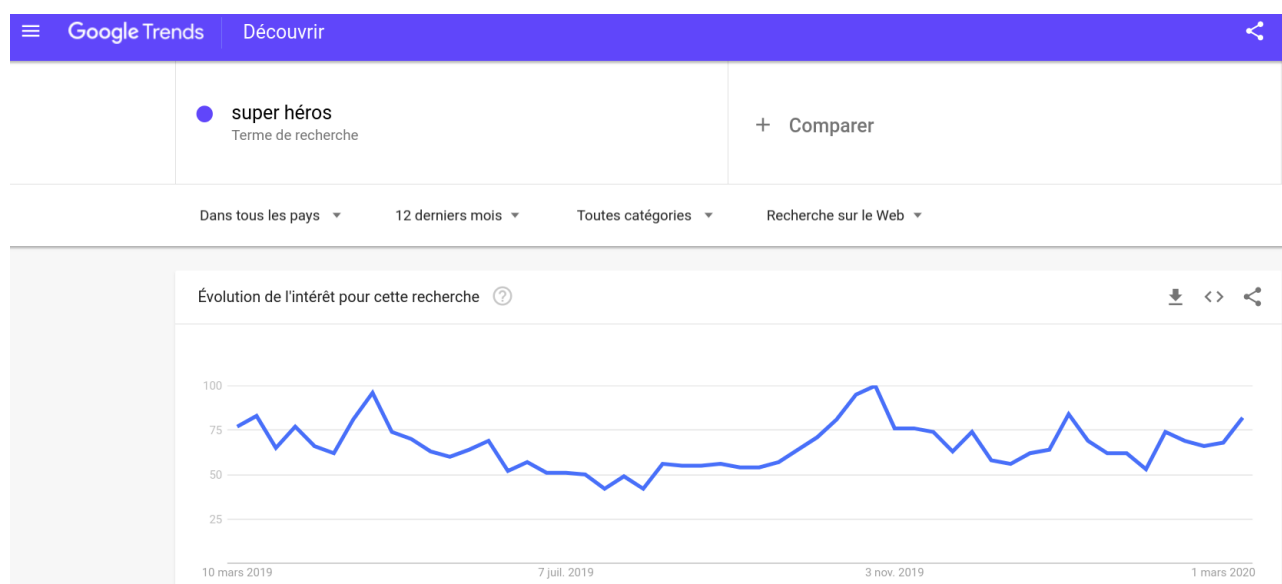 Google Trends Découvrir
super héros
Terme de recherche
+ Comparer
Dans tous les pays 12 derniers mois Toutes catégories Recherche sur le Web
Évolution de l'intérêt pour cette recherche
100
75
50
25
10 mars 2019 7 juil. 2019 3 nov. 2019 1 mars 2020